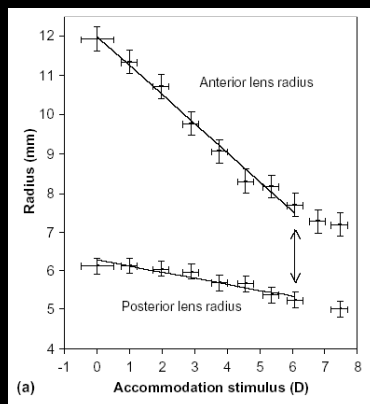 12
11
10
9
8
7
6
5
4
Radius (mm)
Anterior lens radius
Posterior lens radius
-1 0 1 2 3 4 5 6 7 8
(a) Accommodation stimulus (D)